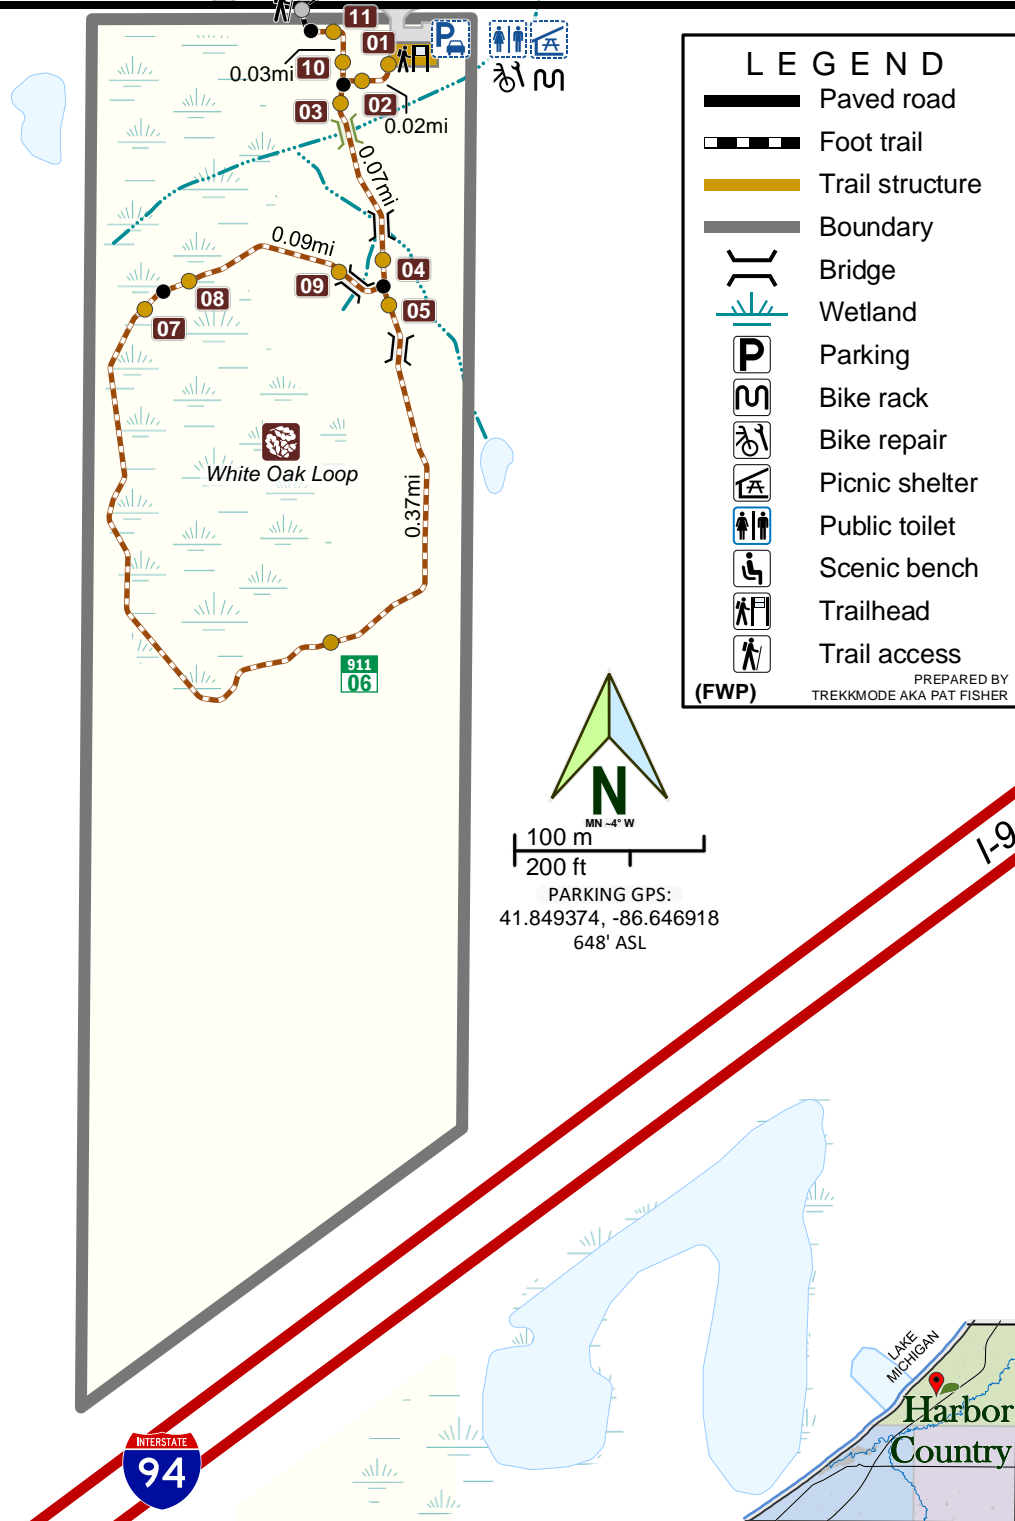 11
01
P
10
0.03mi
02
03
0.02mi
0.07mi
0.09mi
04
09
08
05
07
White Oak Loop
0.37mi
911
06
LEGEND
Paved road
Foot trail
Trail structure
Boundary
Bridge
Wetland
P Parking
Bike rack
Bike repair
Picnic shelter
Public toilet
Scenic bench
Trailhead
Trail access
(FWP)
PREPARED BY
TREKKMODE AKA PAT FISHER
N
MN ~4° W
100 m
200 ft
PARKING GPS:
41.849374, -86.646918
648' ASL
I-9
INTERSTATE
94
LAKE
MICHIGAN
Harbor
Country